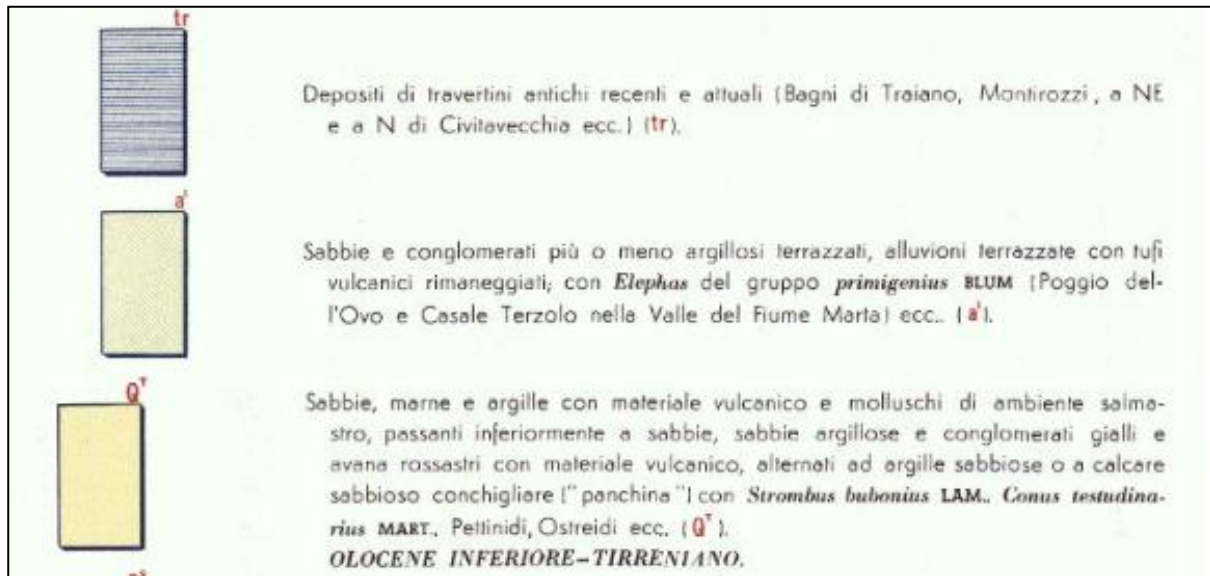 tr
Depositi di travertini antichi recenti e attuali (Bagni di Traiano, Montirozzi, a NE
e a N di Civitavecchia ecc.) (tr).
a¹
Sabbie e conglomerati più o meno argillosi terrazzati, alluvioni terrazzate con tufi
vulcanici rimaneggiati; con Elephas del gruppo primigenius BLUM (Poggio del-
l'Ovo e Casale Terzolo nella Valle del Fiume Marta) ecc.. (a¹).
Qᵀ
Sabbie, marne e argille con materiale vulcanico e molluschi di ambiente salma-
stro, passanti inferiormente a sabbie, sabbie argillose e conglomerati gialli e
avana rossastri con materiale vulcanico, alternati ad argille sabbiose o a calcare
sabbioso conchigliare ("panchina") con Strombus bubonius LAM.. Conus testudina-
rius MART., Pettinidi, Ostreidi ecc. (Qᵀ).
OLOCENE INFERIORE–TIRRENIANO.